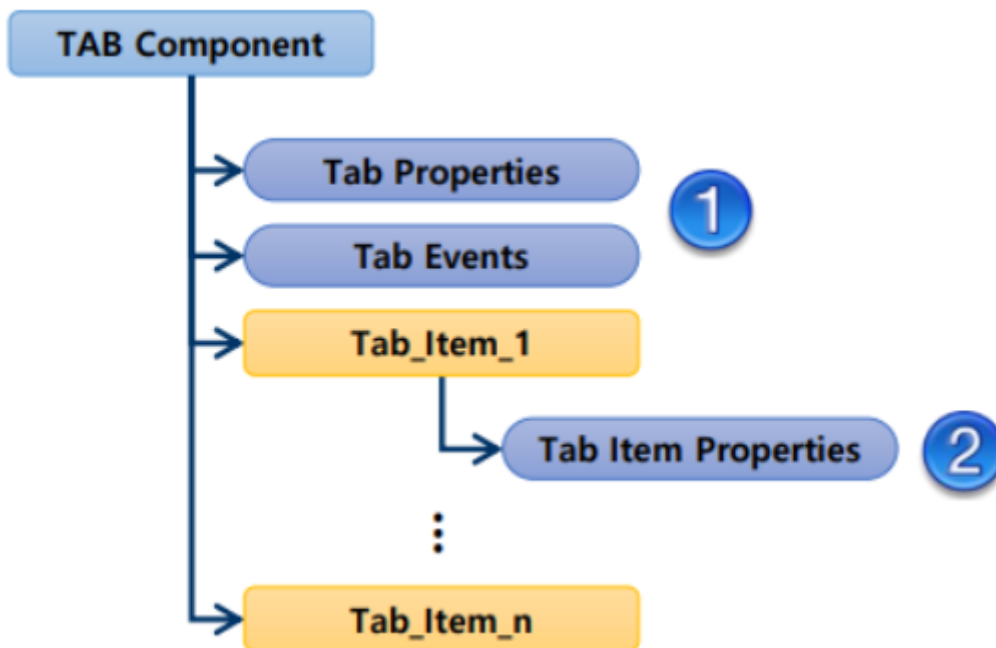 TAB Component
Tab Properties
1
Tab Events
Tab_Item_1
Tab Item Properties
2
Tab_Item_n